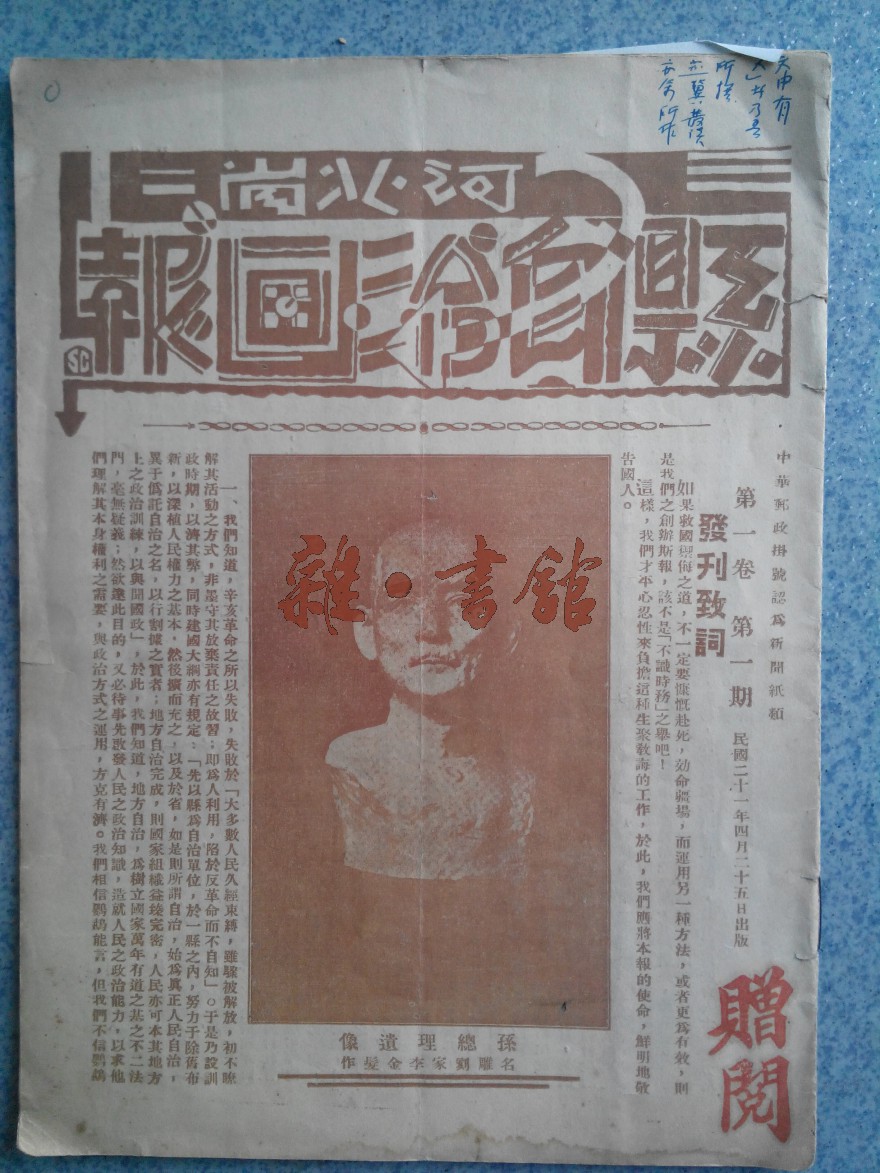 河北省
縣自治画報
SC
中華郵政掛號認為新聞紙類
第一卷 第一期 民國二十一年四月二十五日出版
贈閱
發刊致詞
如果救國禦侮之道，不一定要慷慨赴死，効命疆場，而運用另一種方法，或者更為有效，則
是我們之創辦斯報，該不是「不識時務」之舉吧！
這樣，我們才平心忍性來負擔這種生聚教誨的工作，於此，我們應將本報的使命，鮮明地敬
告國人。
雜·書館
孫總理遺像
名雕劉家李金髮作
一、我們知道，辛亥革命之所以失敗，失敗於「大多數人民久經束縛，雖驟被解放，初不瞭
解其活動之方式，非墨守其放棄責任之故習；即為人利用，陷於反革命而不自知」。于是乃設訓
政時期，以濟其弊，同時建國大綱亦有規定：「先以縣為自治單位，於一縣之內，努力于除舊布
新，以深植人民權力之基本，然後擴而充之，以及於省，如是則所謂自治，始為真正人民自治，
異于偽託自治之名，以行割據之實者；地方自治完成，則國家組織益臻完密，人民亦可本其地方
上之政治訓練，以與聞國政」，於此，我們知道，地方自治，為樹立國家萬年有道之基之不二法
門，毫無疑義；然欲達此目的，又必待事先啟發人民之政治知識，造就人民之政治能力，以求他
們理解其本身權利之需要，與政治方式之運用，方克有濟。我們相信鸚鵡能言，但我們不信鸚鵡